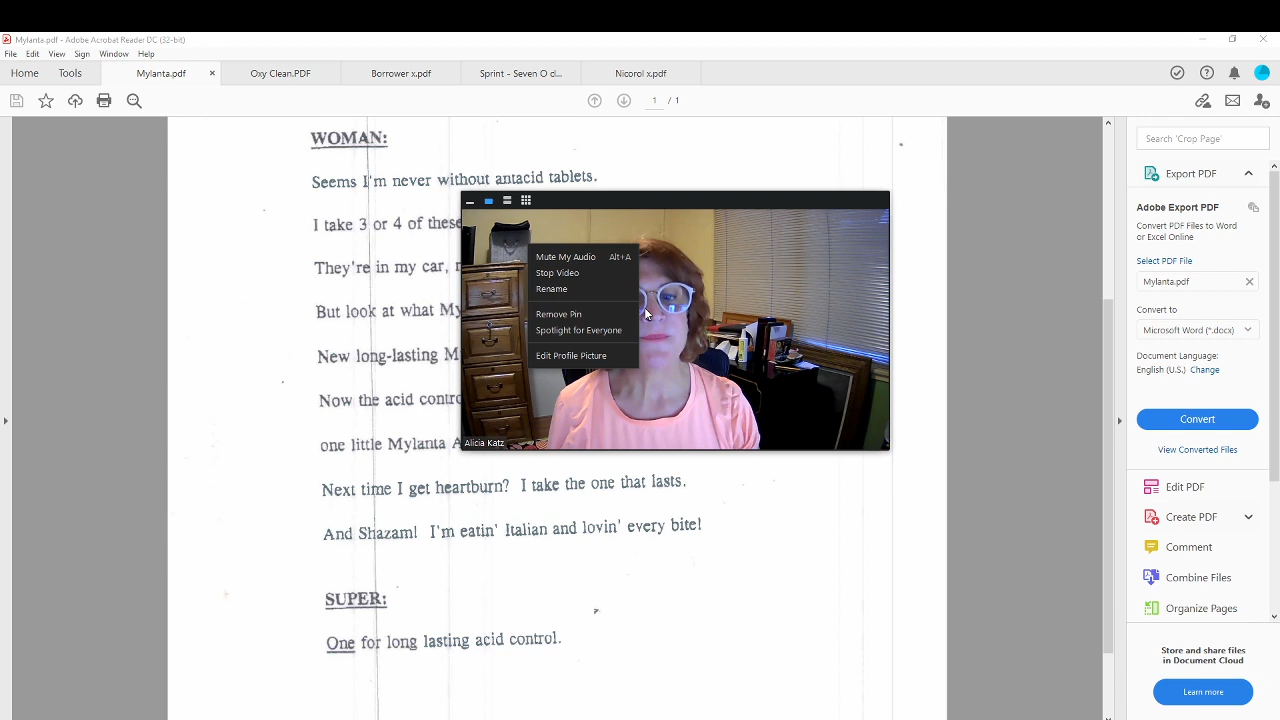 Mylanta.pdf - Adobe Acrobat Reader DC (32-bit)
File Edit View Sign Window Help
Home Tools Mylanta.pdf × Oxy Clean.PDF Borrower x.pdf Sprint - Seven O d... Nicorol x.pdf
1 / 1
WOMAN:
Seems I'm never without antacid tablets.
I take 3 or 4 of these
They're in my car,
But look at what
New long-lasting
Now the acid
one little Mylanta
Next time I get heartburn? I take the one that lasts.
And Shazam! I'm eatin' Italian and lovin' every bite!
SUPER:
One for long lasting acid control.
Mute My Audio Alt+A
Stop Video
Rename
Remove Pin
Spotlight for Everyone
Edit Profile Picture
Alicia Katz
Search 'Crop Page'
Export PDF
Adobe Export PDF
Convert PDF Files to Word
or Excel Online
Select PDF File
Mylanta.pdf
Convert to
Microsoft Word (*.docx)
Document Language:
English (U.S.) Change
Convert
View Converted Files
Edit PDF
Create PDF
Comment
Combine Files
Organize Pages
Store and share files
in Document Cloud
Learn more